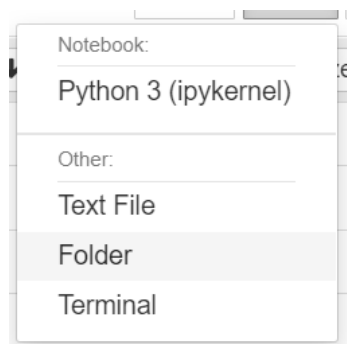 Notebook:
Python 3 (ipykernel)
Other:
Text File
Folder
Terminal